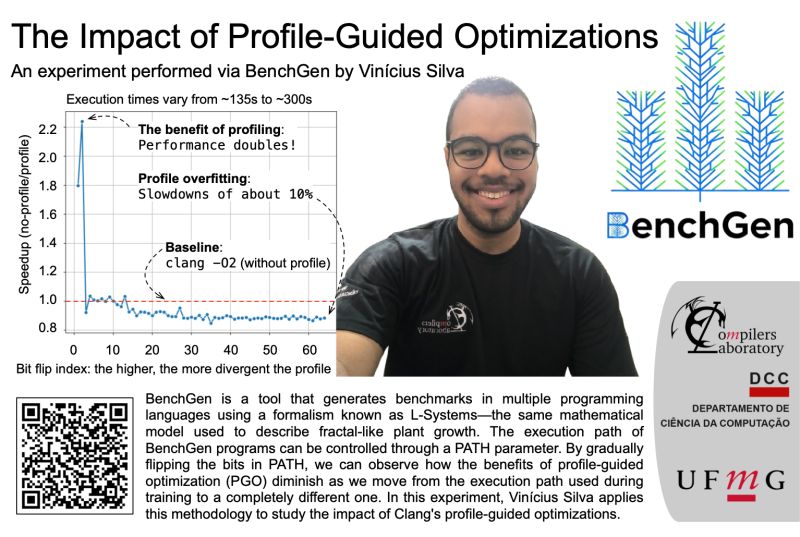 The Impact of Profile-Guided Optimizations
An experiment performed via BenchGen by Vinícius Silva
Execution times vary from ~135s to ~300s
Speedup (no-profile/profile)
2.2
2.0
1.8
1.6
1.4
1.2
1.0
0.8
The benefit of profiling:
Performance doubles!
Profile overfitting:
Slowdowns of about 10%
Baseline:
clang -O2 (without profile)
0 10 20 30 40 50 60
Bit flip index: the higher, the more divergent the profile
BenchGen
Compilers
Laboratory
Compilers
Laboratory
DCC
DEPARTAMENTO DE
CIÊNCIA DA COMPUTAÇÃO
UFmG
BenchGen is a tool that generates benchmarks in multiple programming
languages using a formalism known as L-Systems—the same mathematical
model used to describe fractal-like plant growth. The execution path of
BenchGen programs can be controlled through a PATH parameter. By gradually
flipping the bits in PATH, we can observe how the benefits of profile-guided
optimization (PGO) diminish as we move from the execution path used during
training to a completely different one. In this experiment, Vinícius Silva applies
this methodology to study the impact of Clang's profile-guided optimizations.